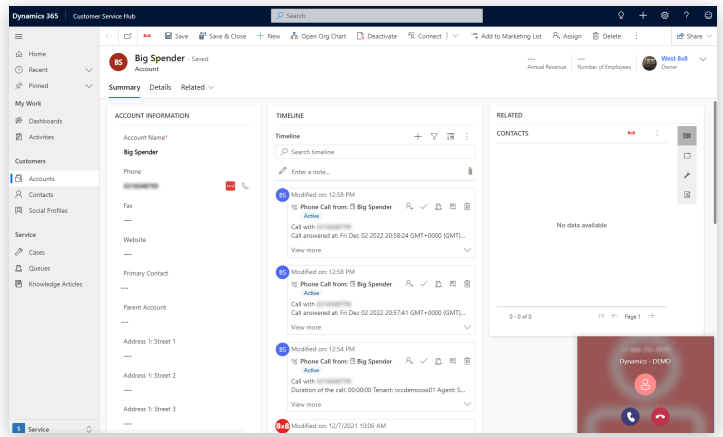 Dynamics 365 Customer Service Hub Search
8x8 Save Save & Close New Open Org Chart Deactivate Connect Add to Marketing List Assign Delete Share
Home
Recent
Pinned
My Work
Dashboards
Activities
Customers
Accounts
Contacts
Social Profiles
Service
Cases
Queues
Knowledge Articles
S Service
BS Big Spender - Saved
Account
---
Annual Revenue
---
Number of Employees
West 8x8
Owner
Summary Details Related
ACCOUNT INFORMATION
Account Name*
Big Spender
Phone
Fax
---
Website
---
Primary Contact
---
Parent Account
---
Address 1: Street 1
---
Address 1: Street 2
---
Address 1: Street 3
---
TIMELINE
Timeline
Search timeline
Enter a note...
BS Modified on: 12:58 PM
Phone Call from: Big Spender
Active
Call with
Call answered at: Fri Dec 02 2022 20:58:24 GMT+0000 (GMT)...
View more
BS Modified on: 12:58 PM
Phone Call from: Big Spender
Active
Call with
Call answered at: Fri Dec 02 2022 20:57:41 GMT+0000 (GMT)...
View more
BS Modified on: 12:54 PM
Phone Call from: Big Spender
Active
Call with
Duration of the call: 00:00:00 Tenant: vccdemoxxx01 Agent: S...
View more
8x8 Modified on: 12/7/2021 10:06 AM
RELATED
CONTACTS 8x8
No data available
0 - 0 of 0 Page 1
Dynamics - DEMO